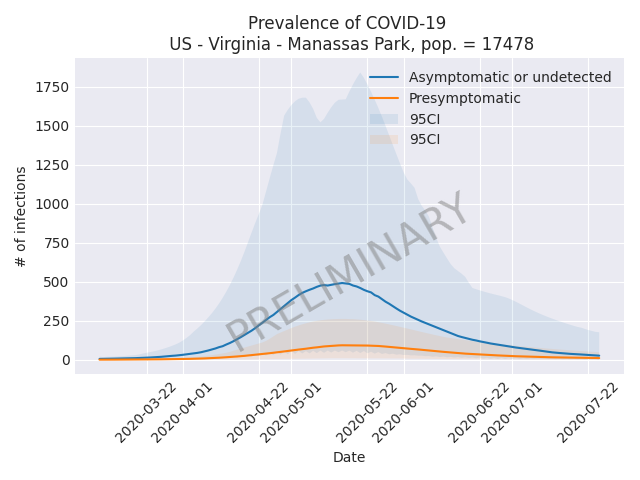 Prevalence of COVID-19
US - Virginia - Manassas Park, pop. = 17478
Asymptomatic or undetected
Presymptomatic
95CI
95CI
PRELIMINARY
# of infections
1750
1500
1250
1000
750
500
250
0
2020-03-22
2020-04-01
2020-04-22
2020-05-01
2020-05-22
2020-06-01
2020-06-22
2020-07-01
2020-07-22
Date